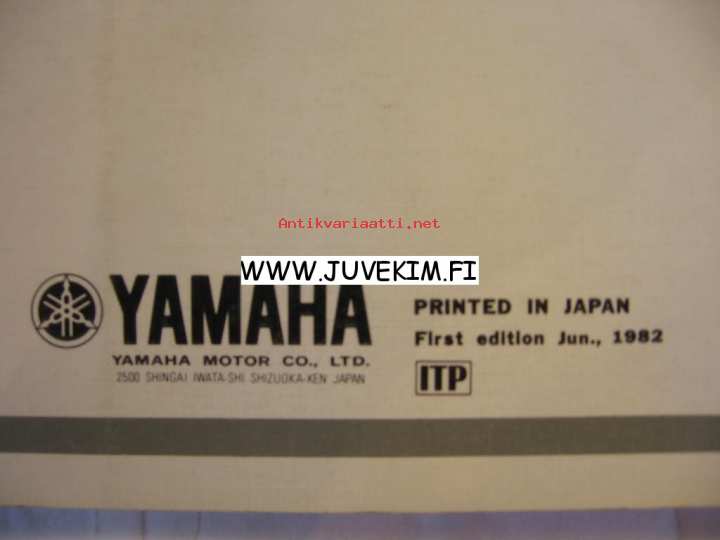 Antikvariaatti.net
WWW.JUVEKIM.FI
YAMAHA
YAMAHA MOTOR CO., LTD.
2500 SHINGAI IWATA-SHI SHIZUOKA-KEN JAPAN
PRINTED IN JAPAN
First edition Jun., 1982
ITP